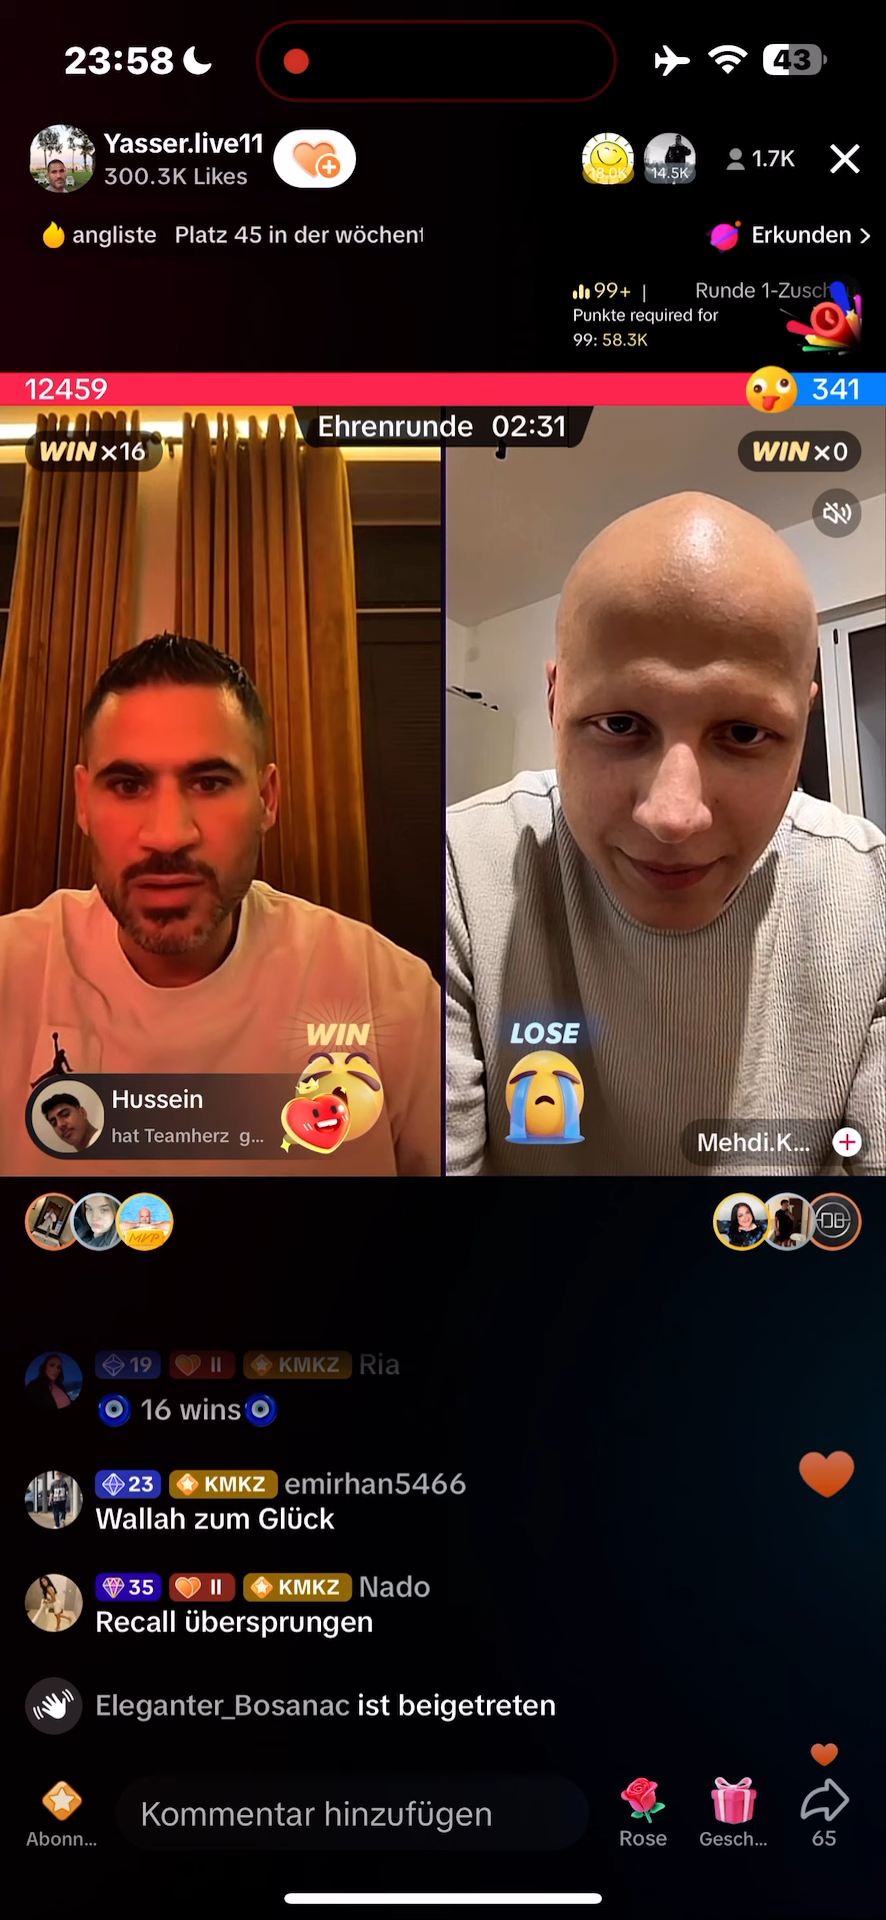 23:58
43
Yasser.live11
300.3K Likes
18.0K
14.5K
1.7K
angliste Platz 45 in der wöchent
Erkunden
99+ | Runde 1-Zusch
Punkte required for
99: 58.3K
12459
341
Ehrenrunde 02:31
WIN x16
WIN x0
WIN
LOSE
Hussein
hat Teamherz g...
Mehdi.K...
MVP
19 II KMKZ Ria
16 wins
23 KMKZ emirhan5466
Wallah zum Glück
35 II KMKZ Nado
Recall übersprungen
Eleganter_Bosanac ist beigetreten
Abonn...
Kommentar hinzufügen
Rose
Gesch...
65